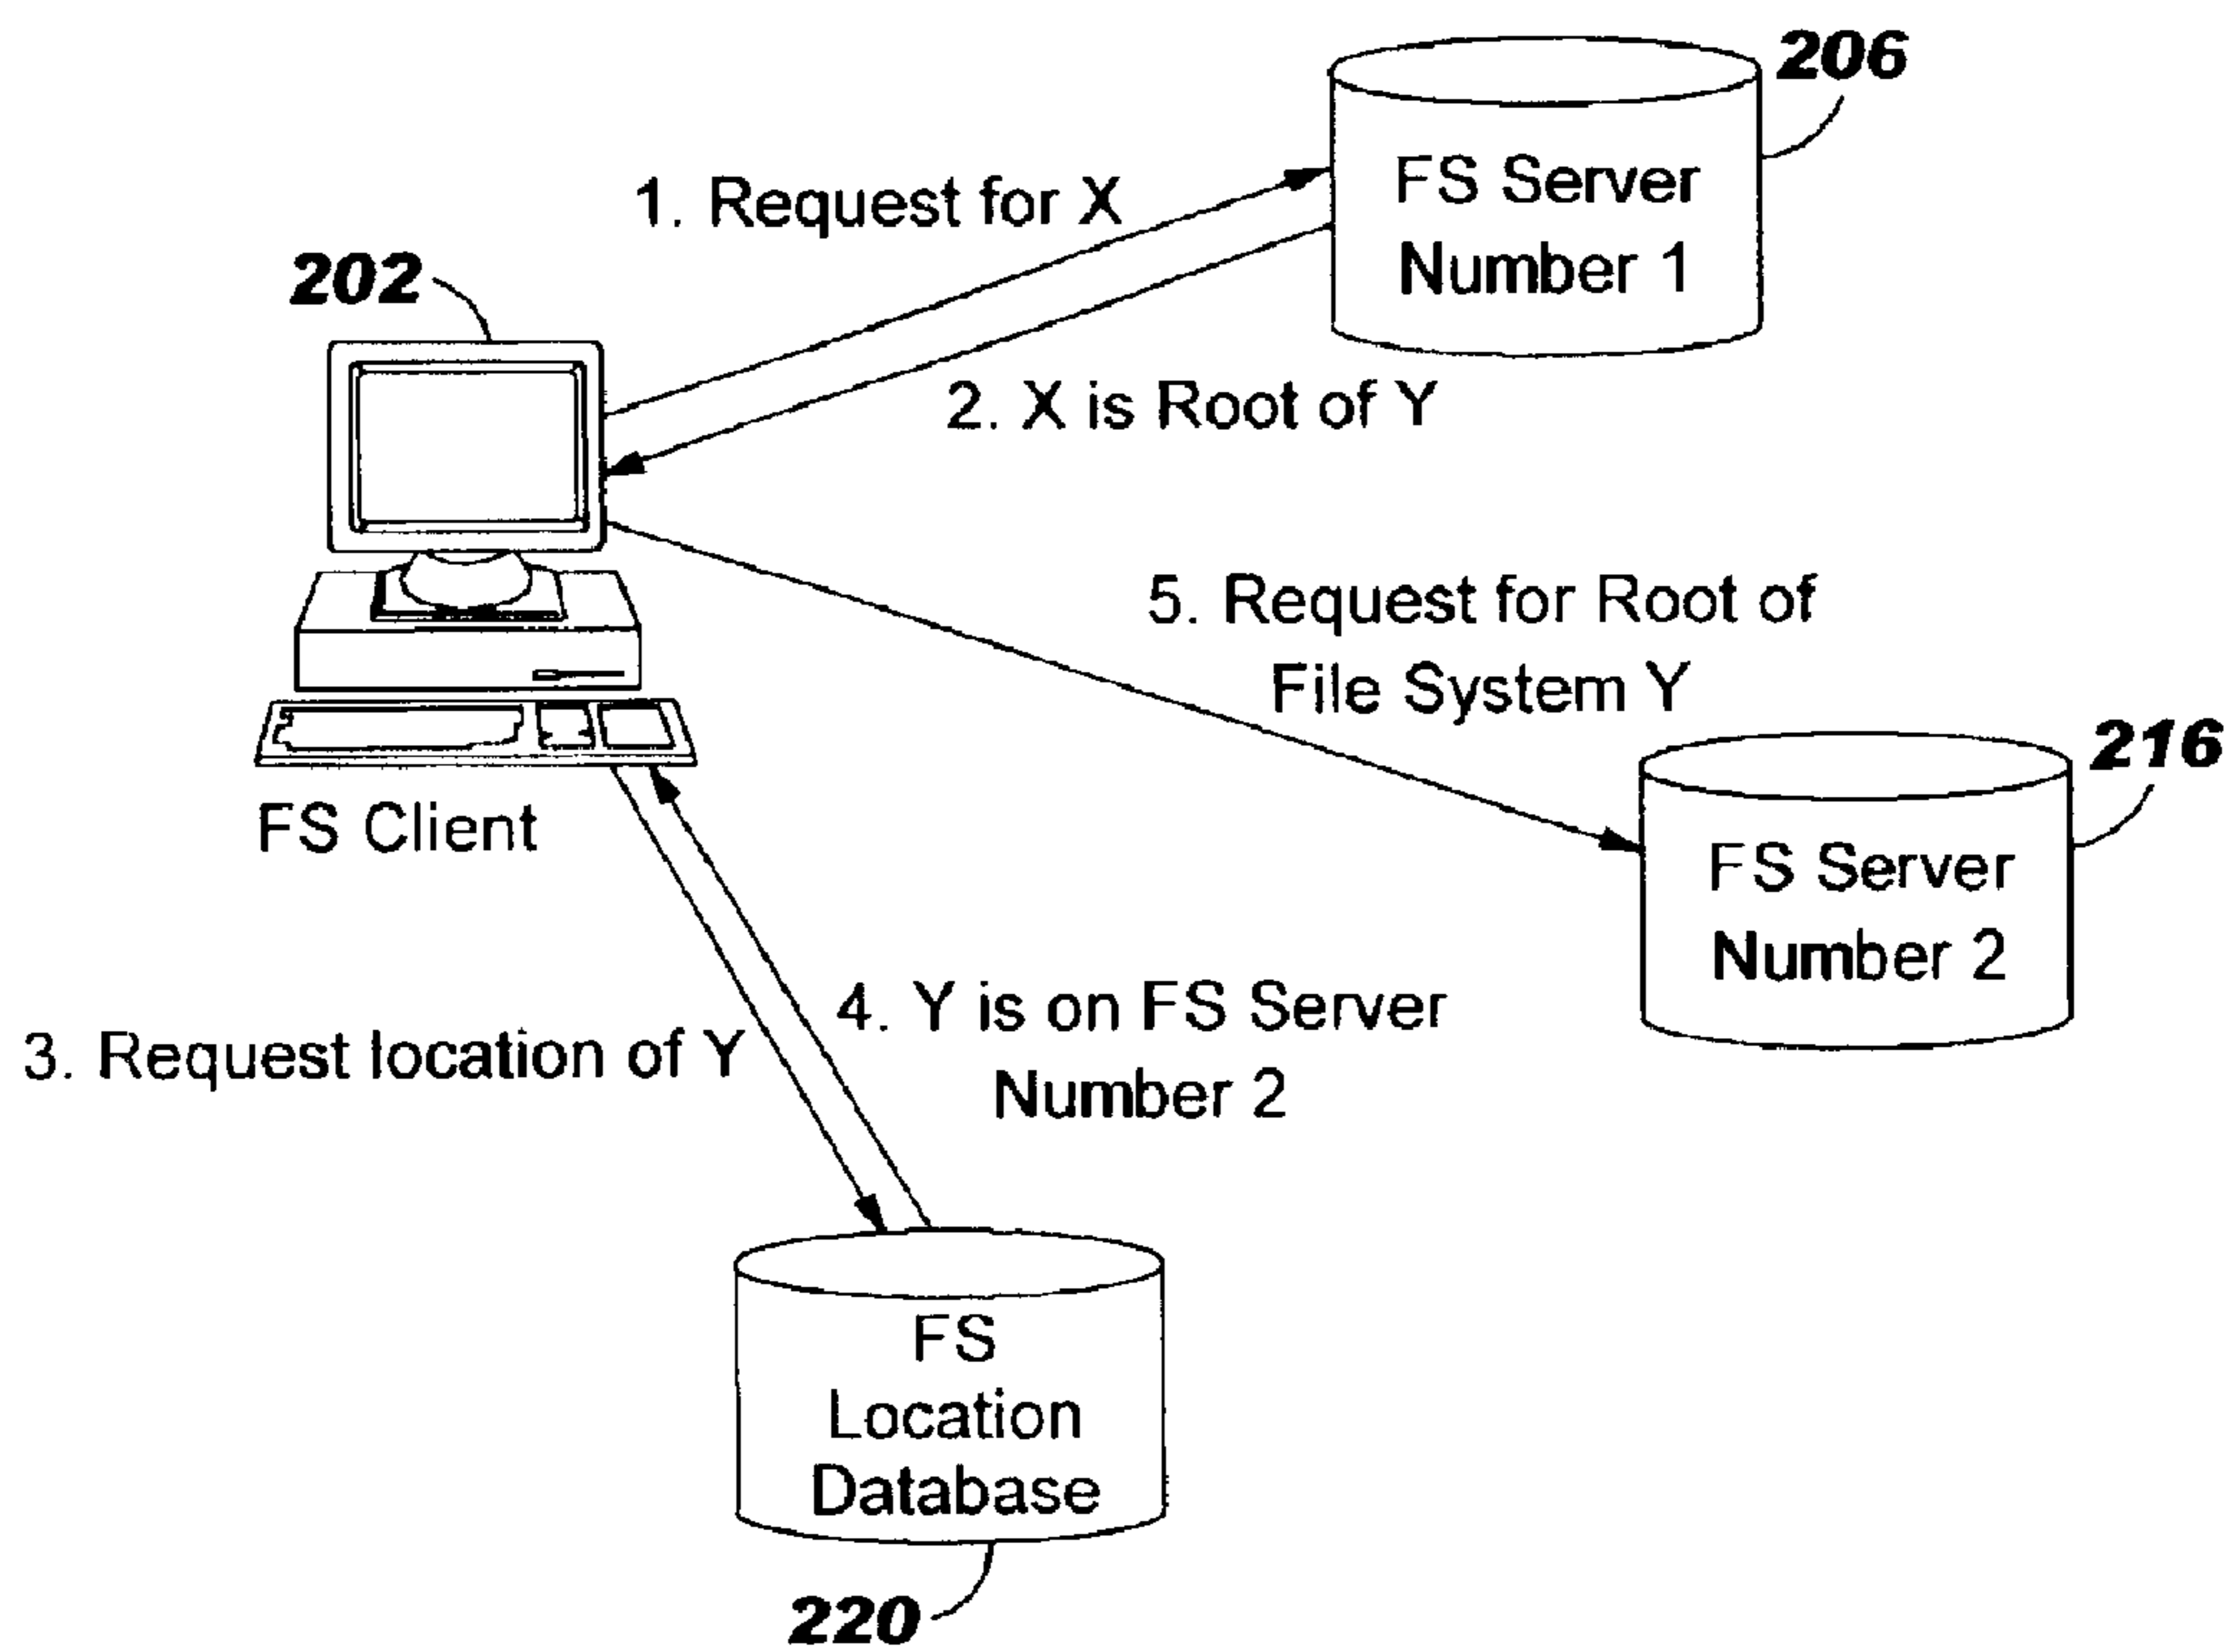 206
FS Server
Number 1
1. Request for X
202
2. X is Root of Y
5. Request for Root of
File System Y
216
FS Client
FS Server
Number 2
4. Y is on FS Server
Number 2
3. Request location of Y
FS
Location
Database
220